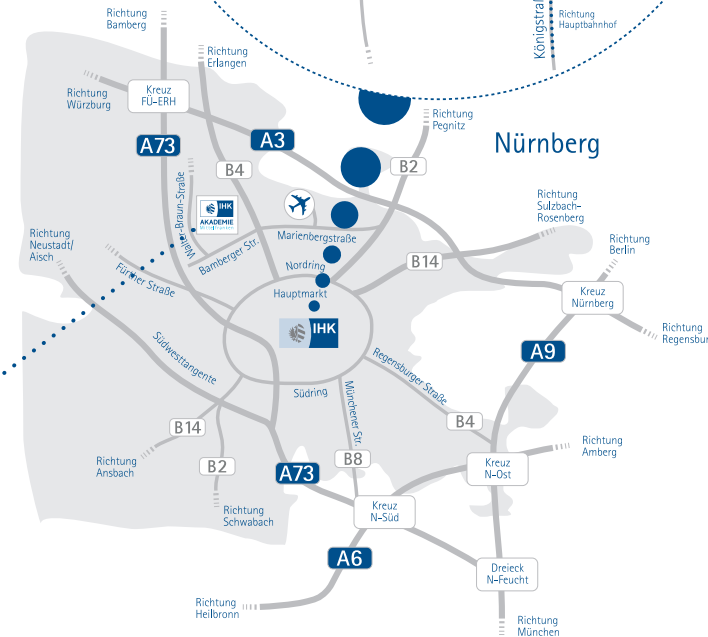 Richtung
Bamberg
Königstraß
Richtung
Hauptbahnhof
Richtung
Erlangen
Richtung
Würzburg
Kreuz
FÜ-ERH
Richtung
Pegnitz
A73
A3
Nürnberg
B4
B2
IHK
AKADEMIE
Mittelfranken
Walter-Braun-Straße
Richtung
Sulzbach-
Rosenberg
Richtung
Neustadt/
Aisch
Marienbergstraße
Bamberger Str.
Richtung
Berlin
Nordring
B14
Fürther Straße
Hauptmarkt
Kreuz
Nürnberg
IHK
Richtung
Regensbur
Südwesttangente
A9
Regensburger Straße
Südring
Münchener Str.
B14
B4
Richtung
Ansbach
B2
B8
Richtung
Amberg
A73
Kreuz
N-Ost
Richtung
Schwabach
Kreuz
N-Süd
A6
Dreieck
N-Feucht
Richtung
Heilbronn
Richtung
München